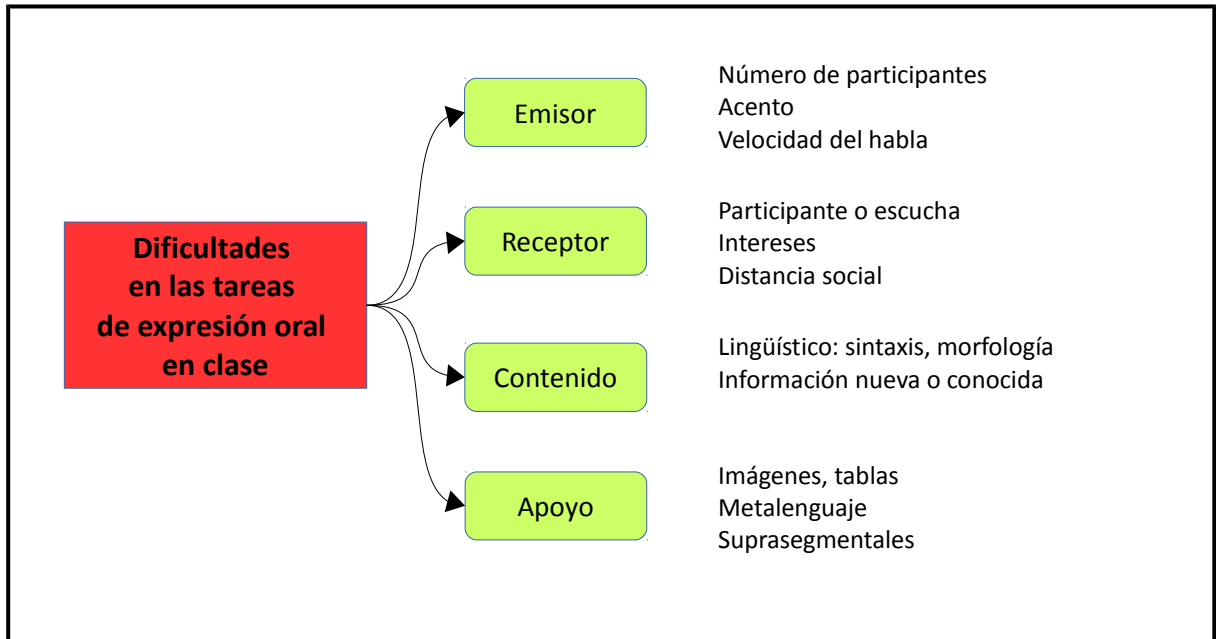 Dificultades
en las tareas
de expresión oral
en clase
Emisor
Número de participantes
Acento
Velocidad del habla
Receptor
Participante o escucha
Intereses
Distancia social
Contenido
Lingüístico: sintaxis, morfología
Información nueva o conocida
Apoyo
Imágenes, tablas
Metalenguaje
Suprasegmentales